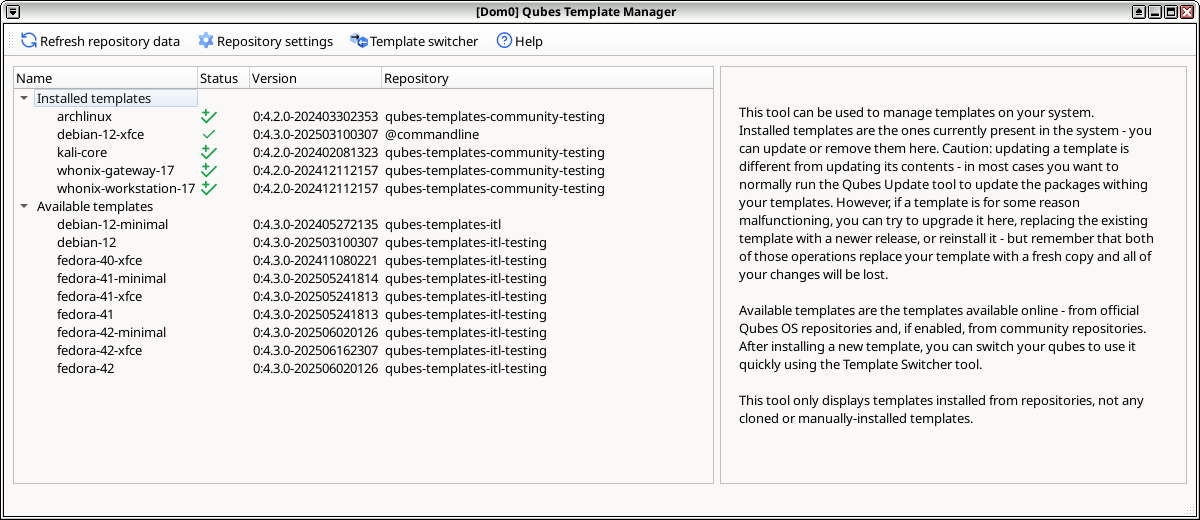 [Dom0] Qubes Template Manager
Refresh repository data Repository settings Template switcher Help
Name Status Version Repository
Installed templates
archlinux 0:4.2.0-202403302353 qubes-templates-community-testing
debian-12-xfce 0:4.3.0-202503100307 @commandline
kali-core 0:4.2.0-202402081323 qubes-templates-community-testing
whonix-gateway-17 0:4.2.0-202412112157 qubes-templates-community-testing
whonix-workstation-17 0:4.2.0-202412112157 qubes-templates-community-testing
Available templates
debian-12-minimal 0:4.3.0-202405272135 qubes-templates-itl
debian-12 0:4.3.0-202503100307 qubes-templates-itl-testing
fedora-40-xfce 0:4.3.0-202411080221 qubes-templates-itl-testing
fedora-41-minimal 0:4.3.0-202505241814 qubes-templates-itl-testing
fedora-41-xfce 0:4.3.0-202505241813 qubes-templates-itl-testing
fedora-41 0:4.3.0-202505241813 qubes-templates-itl-testing
fedora-42-minimal 0:4.3.0-202506020126 qubes-templates-itl-testing
fedora-42-xfce 0:4.3.0-202506162307 qubes-templates-itl-testing
fedora-42 0:4.3.0-202506020126 qubes-templates-itl-testing
This tool can be used to manage templates on your system.
Installed templates are the ones currently present in the system - you
can update or remove them here. Caution: updating a template is
different from updating its contents - in most cases you want to
normally run the Qubes Update tool to update the packages withing
your templates. However, if a template is for some reason
malfunctioning, you can try to upgrade it here, replacing the existing
template with a newer release, or reinstall it - but remember that both
of those operations replace your template with a fresh copy and all of
your changes will be lost.
Available templates are the templates available online - from official
Qubes OS repositories and, if enabled, from community repositories.
After installing a new template, you can switch your qubes to use it
quickly using the Template Switcher tool.
This tool only displays templates installed from repositories, not any
cloned or manually-installed templates.